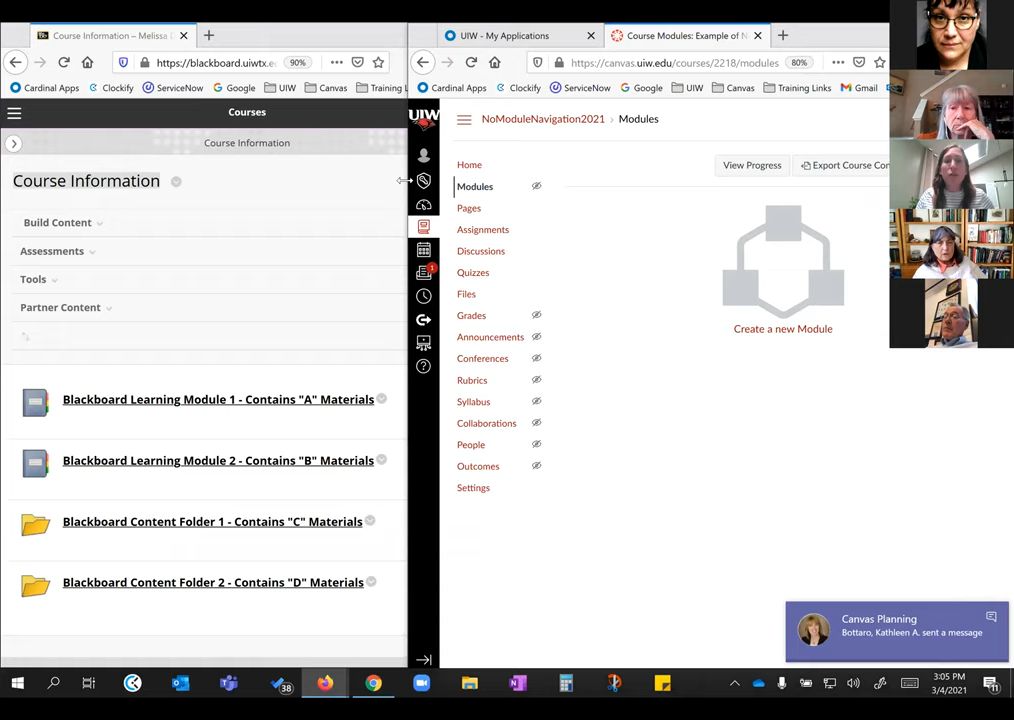 Course Information – Melissa
https://blackboard.uiwtx.e
90%
Cardinal Apps
Clockify
ServiceNow
Google
UIW
Canvas
Training L
Courses
Course Information
Course Information
Build Content
Assessments
Tools
Partner Content
Blackboard Learning Module 1 - Contains "A" Materials
Blackboard Learning Module 2 - Contains "B" Materials
Blackboard Content Folder 1 - Contains "C" Materials
Blackboard Content Folder 2 - Contains "D" Materials
UIW - My Applications
Course Modules: Example of N
https://canvas.uiw.edu/courses/2218/modules
80%
Cardinal Apps
Clockify
ServiceNow
Google
UIW
Canvas
Training Links
Gmail
UIW
NoModuleNavigation2021 › Modules
1
Home
Modules
Pages
Assignments
Discussions
Quizzes
Files
Grades
Announcements
Conferences
Rubrics
Syllabus
Collaborations
People
Outcomes
Settings
View Progress
Export Course Con
Create a new Module
Canvas Planning
Bottaro, Kathleen A. sent a message
38
3:05 PM
3/4/2021
11